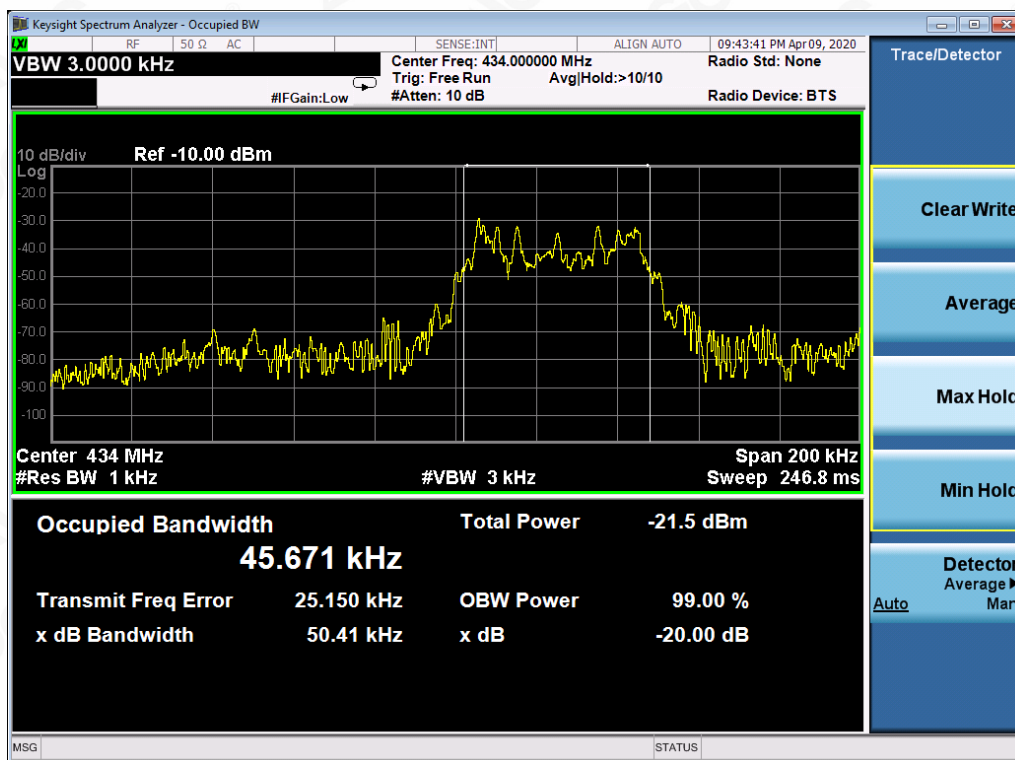 Keysight Spectrum Analyzer - Occupied BW
LXI RF 50 Ω AC SENSE:INT ALIGN AUTO 09:43:41 PM Apr 09, 2020
VBW 3.0000 kHz
Center Freq: 434.000000 MHz Radio Std: None
Trig: Free Run Avg|Hold:>10/10
#IFGain:Low #Atten: 10 dB Radio Device: BTS
10 dB/div Ref -10.00 dBm
Log
-20.0
-30.0
-40.0
-50.0
-60.0
-70.0
-80.0
-90.0
-100
Center 434 MHz Span 200 kHz
#Res BW 1 kHz #VBW 3 kHz Sweep 246.8 ms
Occupied Bandwidth Total Power -21.5 dBm
45.671 kHz
Transmit Freq Error 25.150 kHz OBW Power 99.00 %
x dB Bandwidth 50.41 kHz x dB -20.00 dB
MSG STATUS
Trace/Detector
Clear Write
Average
Max Hold
Min Hold
Detector
Average
Auto Man